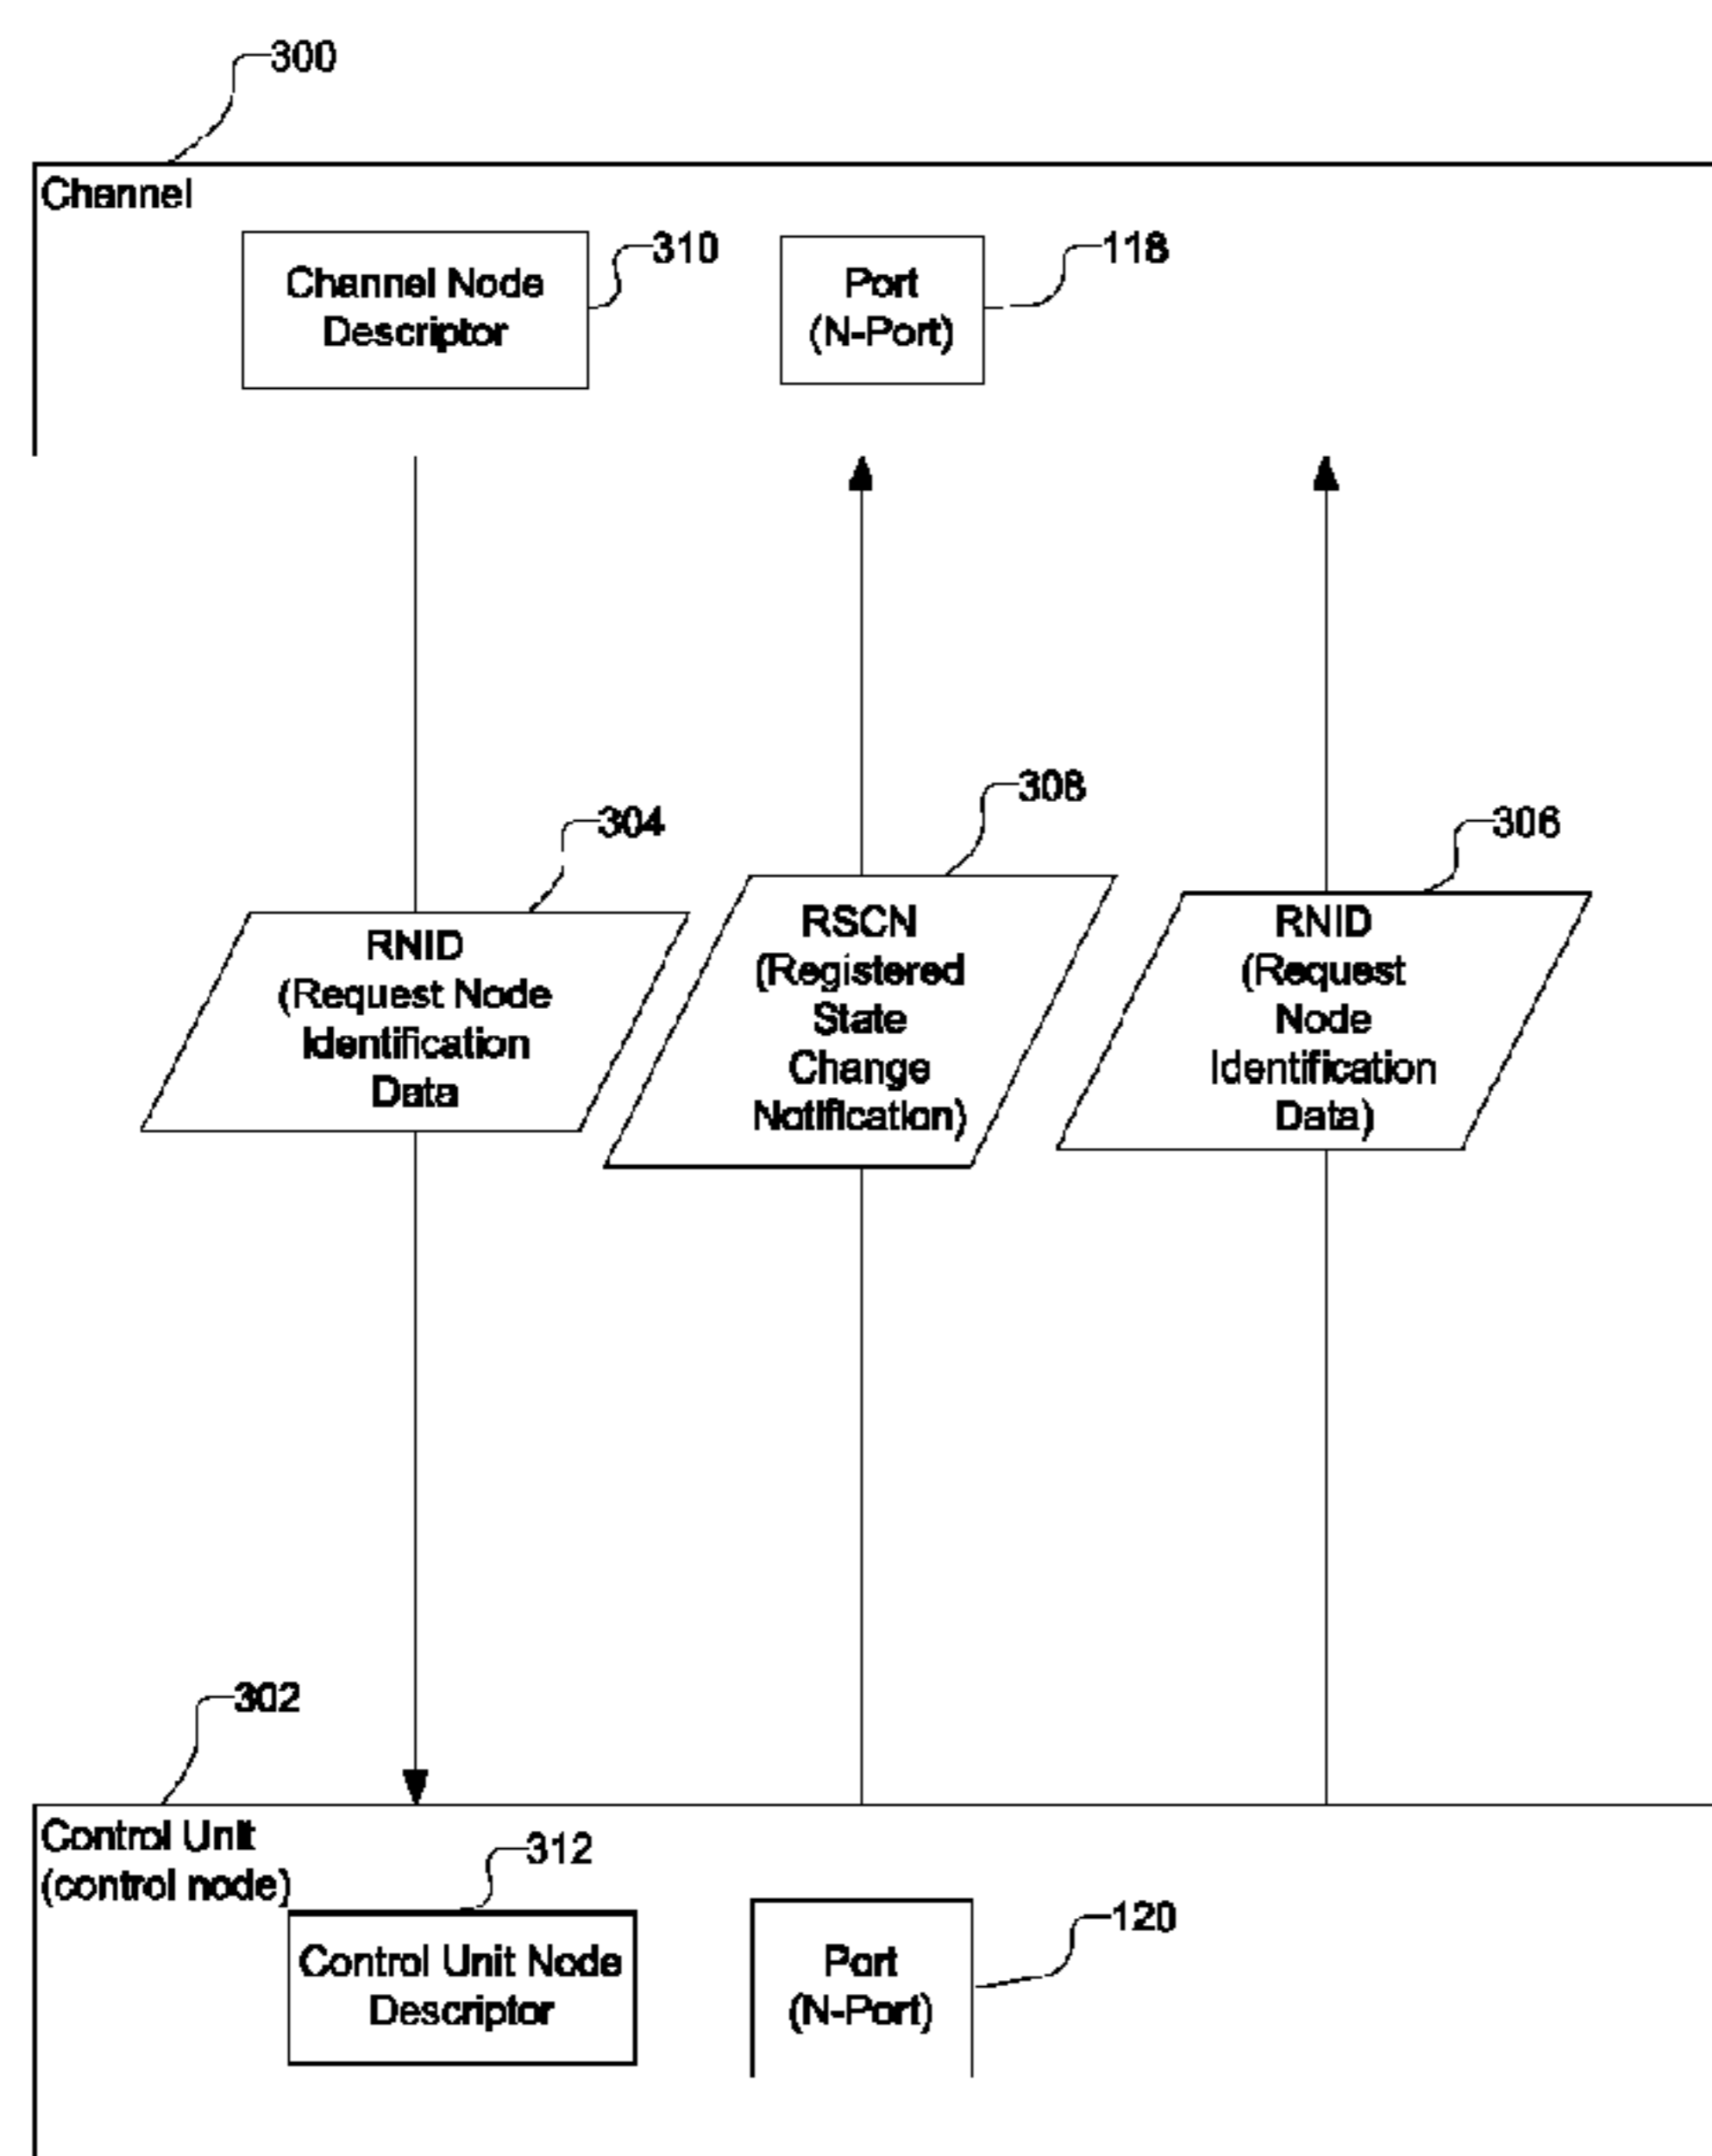 300
Channel
Channel Node
Descriptor
310
Port
(N-Port)
118
304
RNID
(Request Node
Identification
Data
308
RSCN
(Registered
State
Change
Notification)
306
RNID
(Request
Node
Identification
Data)
302
Control Unit
(control node)
312
Control Unit Node
Descriptor
Port
(N-Port)
120